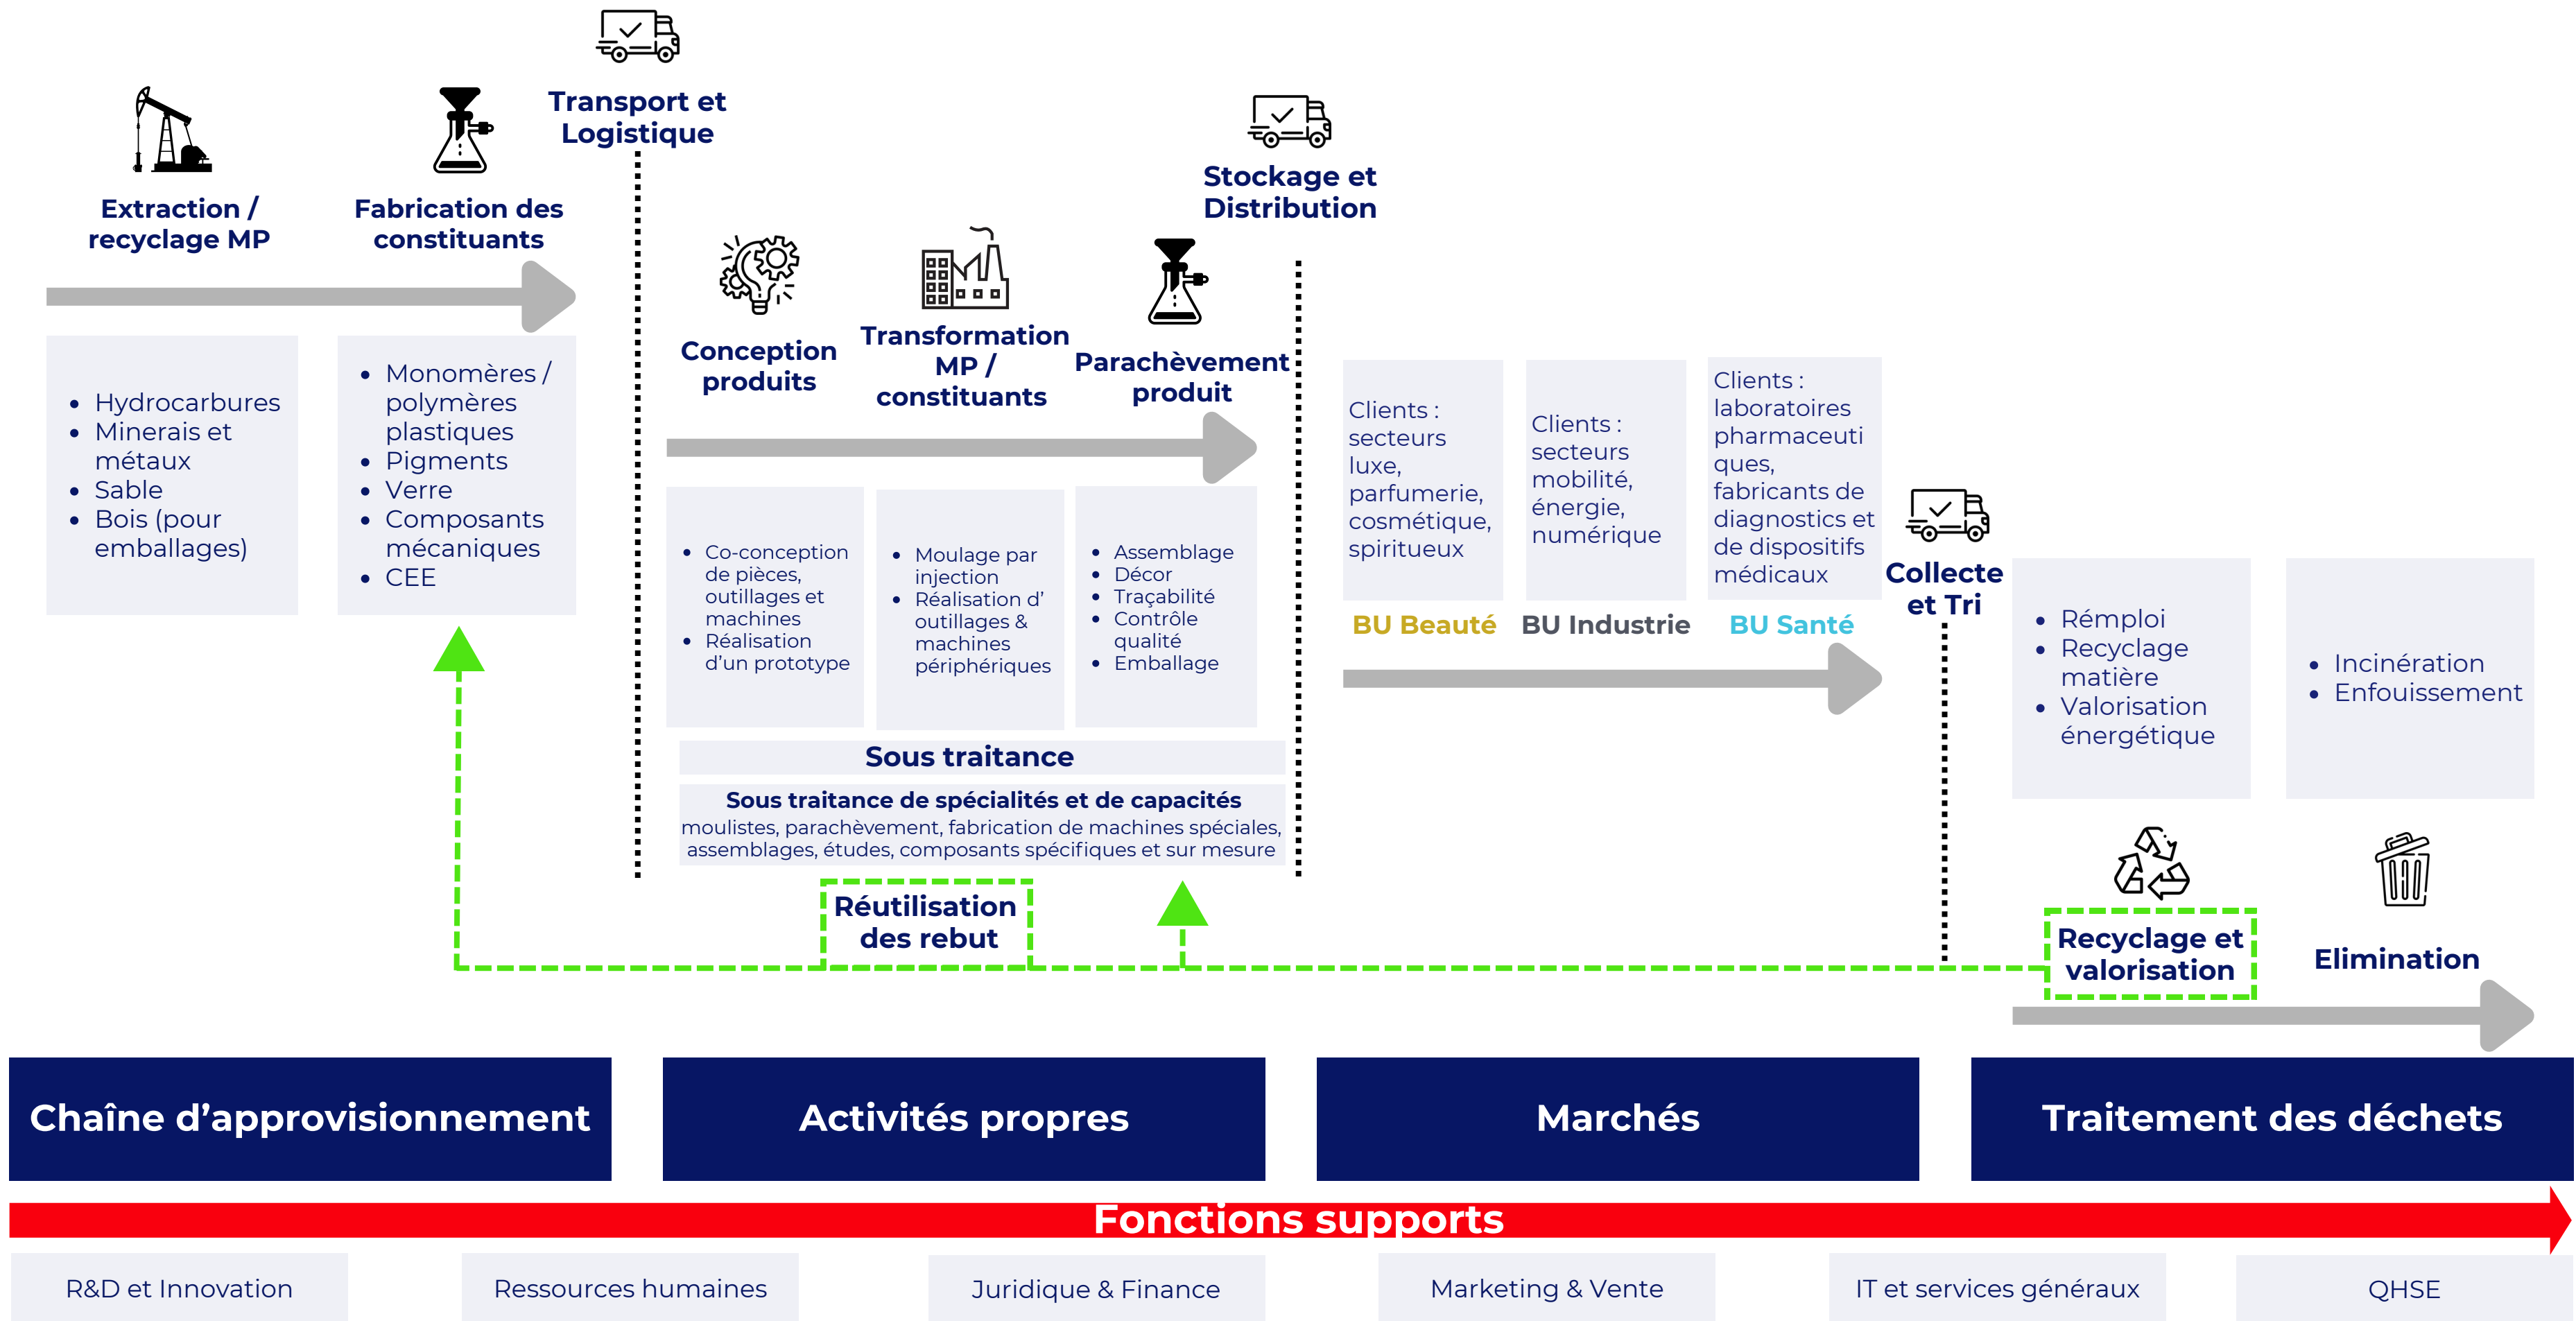 Transport et
Logistique
Extraction /
recyclage MP
Fabrication des
constituants
• Hydrocarbures
• Minerais et
métaux
• Sable
• Bois (pour
emballages)
• Monomères /
polymères
plastiques
• Pigments
• Verre
• Composants
mécaniques
• CEE
Stockage et
Distribution
Conception
produits
Transformation
MP /
constituants
Parachèvement
produit
• Co-conception
de pièces,
outillages et
machines
• Réalisation
d’un prototype
• Moulage par
injection
• Réalisation d’
outillages &
machines
périphériques
• Assemblage
• Décor
• Traçabilité
• Contrôle
qualité
• Emballage
Sous traitance
Sous traitance de spécialités et de capacités
moulistes, parachèvement, fabrication de machines spéciales,
assemblages, études, composants spécifiques et sur mesure
Réutilisation
des rebut
Clients :
secteurs
luxe,
parfumerie,
cosmétique,
spiritueux
BU Beauté
Clients :
secteurs
mobilité,
énergie,
numérique
BU Industrie
Clients :
laboratoires
pharmaceuti
ques,
fabricants de
diagnostics et
de dispositifs
médicaux
BU Santé
Collecte
et Tri
• Rémploi
• Recyclage
matière
• Valorisation
énergétique
• Incinération
• Enfouissement
Recyclage et
valorisation
Elimination
Chaîne d’approvisionnement
Activités propres
Marchés
Traitement des déchets
Fonctions supports
R&D et Innovation
Ressources humaines
Juridique & Finance
Marketing & Vente
IT et services généraux
QHSE